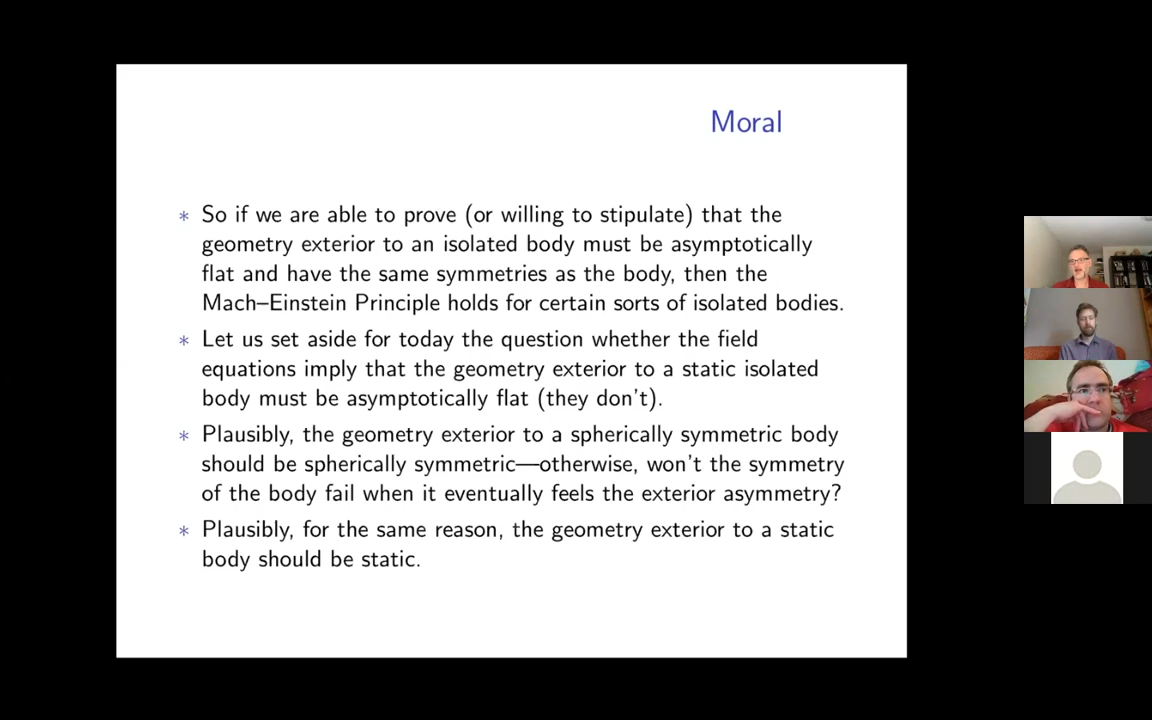 Moral
* So if we are able to prove (or willing to stipulate) that the
geometry exterior to an isolated body must be asymptotically
flat and have the same symmetries as the body, then the
Mach–Einstein Principle holds for certain sorts of isolated bodies.
* Let us set aside for today the question whether the field
equations imply that the geometry exterior to a static isolated
body must be asymptotically flat (they don't).
* Plausibly, the geometry exterior to a spherically symmetric body
should be spherically symmetric—otherwise, won't the symmetry
of the body fail when it eventually feels the exterior asymmetry?
* Plausibly, for the same reason, the geometry exterior to a static
body should be static.